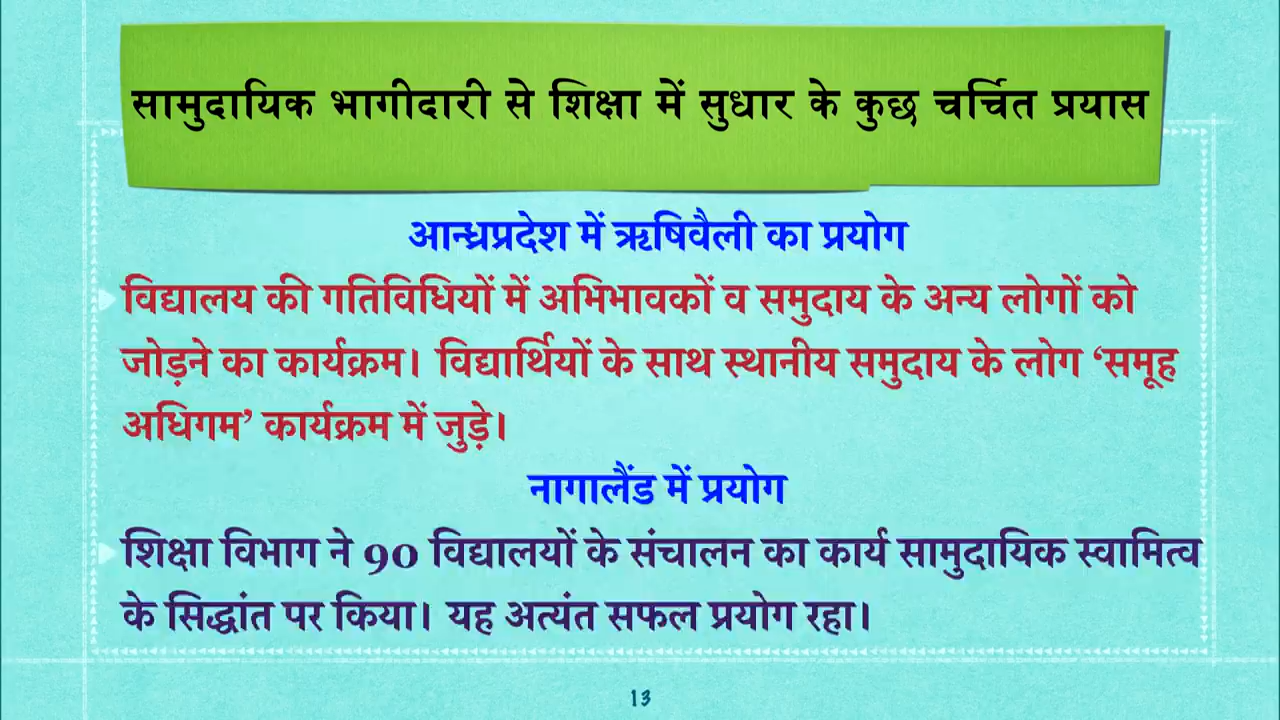 सामुदायिक भागीदारी से शिक्षा में सुधार के कुछ चर्चित प्रयास
आन्ध्रप्रदेश में ऋषिवैली का प्रयोग
विद्यालय की गतिविधियों में अभिभावकों व समुदाय के अन्य लोगों को
जोड़ने का कार्यक्रम। विद्यार्थियों के साथ स्थानीय समुदाय के लोग ‘समूह
अधिगम’ कार्यक्रम में जुड़े।
नागालैंड में प्रयोग
शिक्षा विभाग ने 90 विद्यालयों के संचालन का कार्य सामुदायिक स्वामित्व
के सिद्धांत पर किया। यह अत्यंत सफल प्रयोग रहा।
13